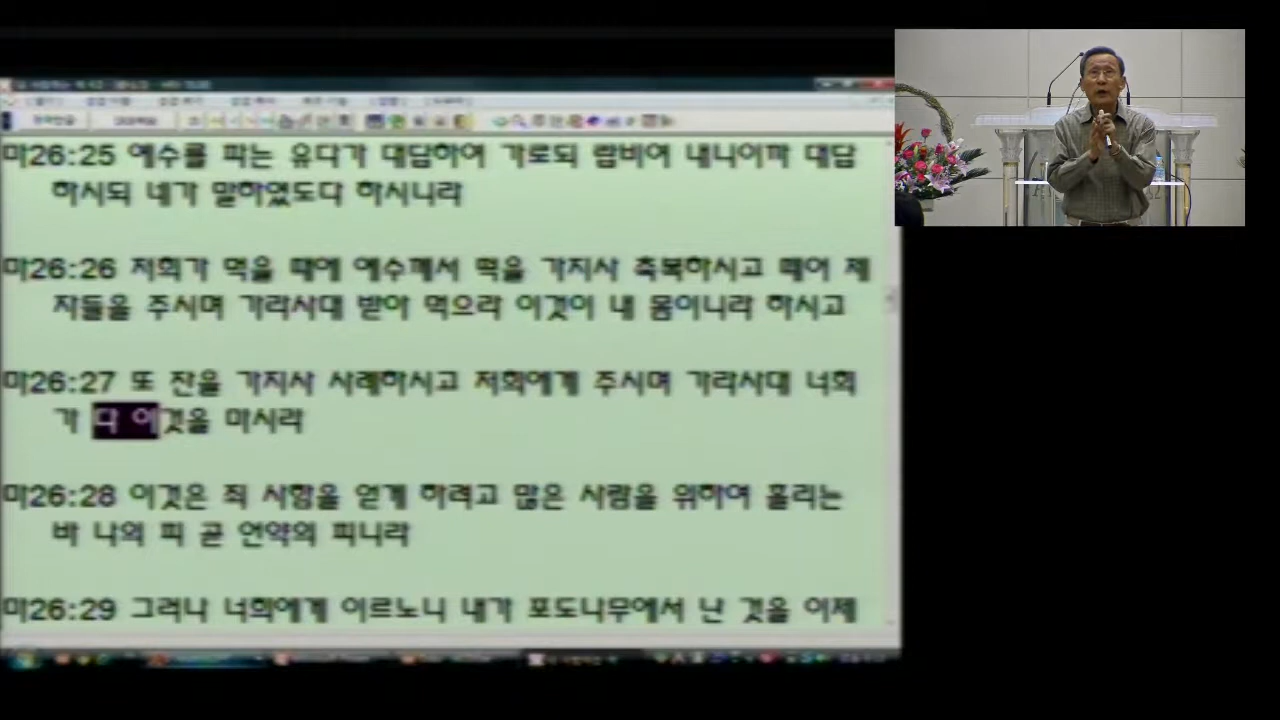 마26:25 예수를 파는 유다가 대답하여 가로되 랍비여 내니이까 대답
하시되 네가 말하였도다 하시니라
마26:26 저희가 먹을 때에 예수께서 떡을 가지사 축복하시고 떼어 제
자들을 주시며 가라사대 받아 먹으라 이것이 내 몸이니라 하시고
마26:27 또 잔을 가지사 사례하시고 저희에게 주시며 가라사대 너희
가 다 이것을 마시라
마26:28 이것은 죄 사함을 얻게 하려고 많은 사람을 위하여 흘리는
바 나의 피 곧 언약의 피니라
마26:29 그러나 너희에게 이르노니 내가 포도나무에서 난 것을 이제